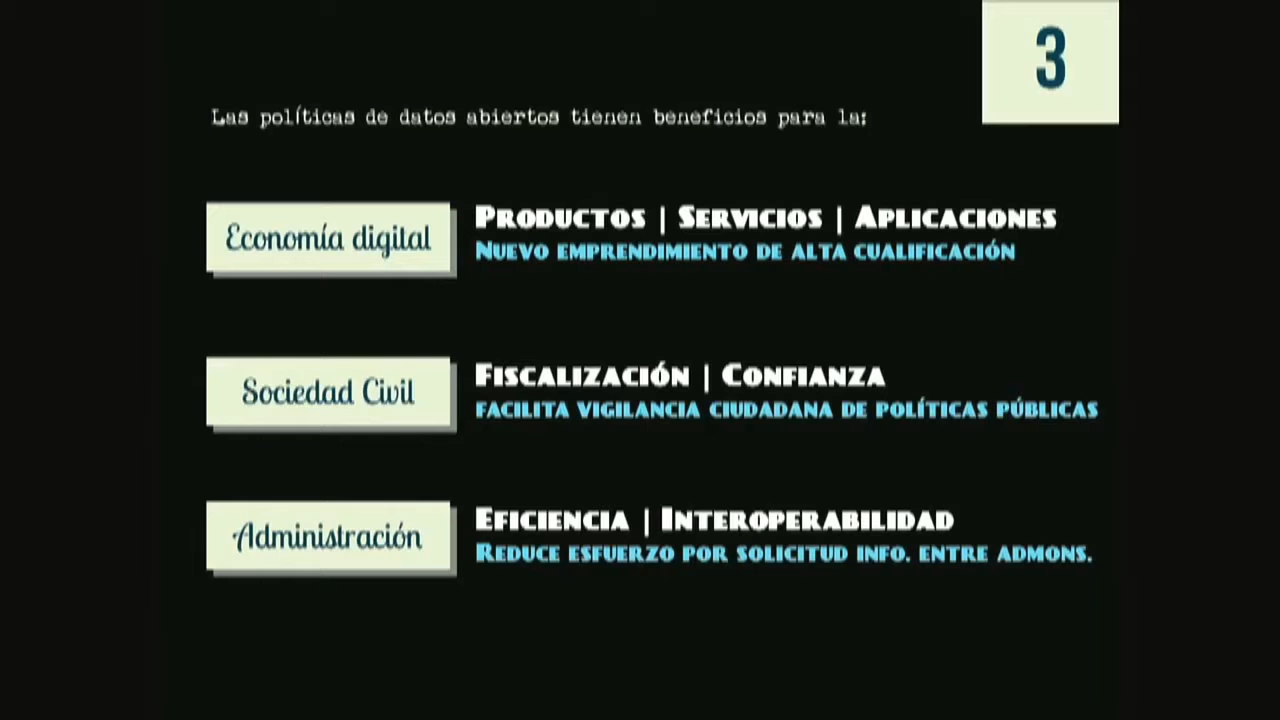 3
Las políticas de datos abiertos tienen beneficios para la:
Economía digital
PRODUCTOS | SERVICIOS | APLICACIONES
NUEVO EMPRENDIMIENTO DE ALTA CUALIFICACIÓN
Sociedad Civil
FISCALIZACIÓN | CONFIANZA
FACILITA VIGILANCIA CIUDADANA DE POLÍTICAS PÚBLICAS
Administración
EFICIENCIA | INTEROPERABILIDAD
REDUCE ESFUERZO POR SOLICITUD INFO. ENTRE ADMONS.